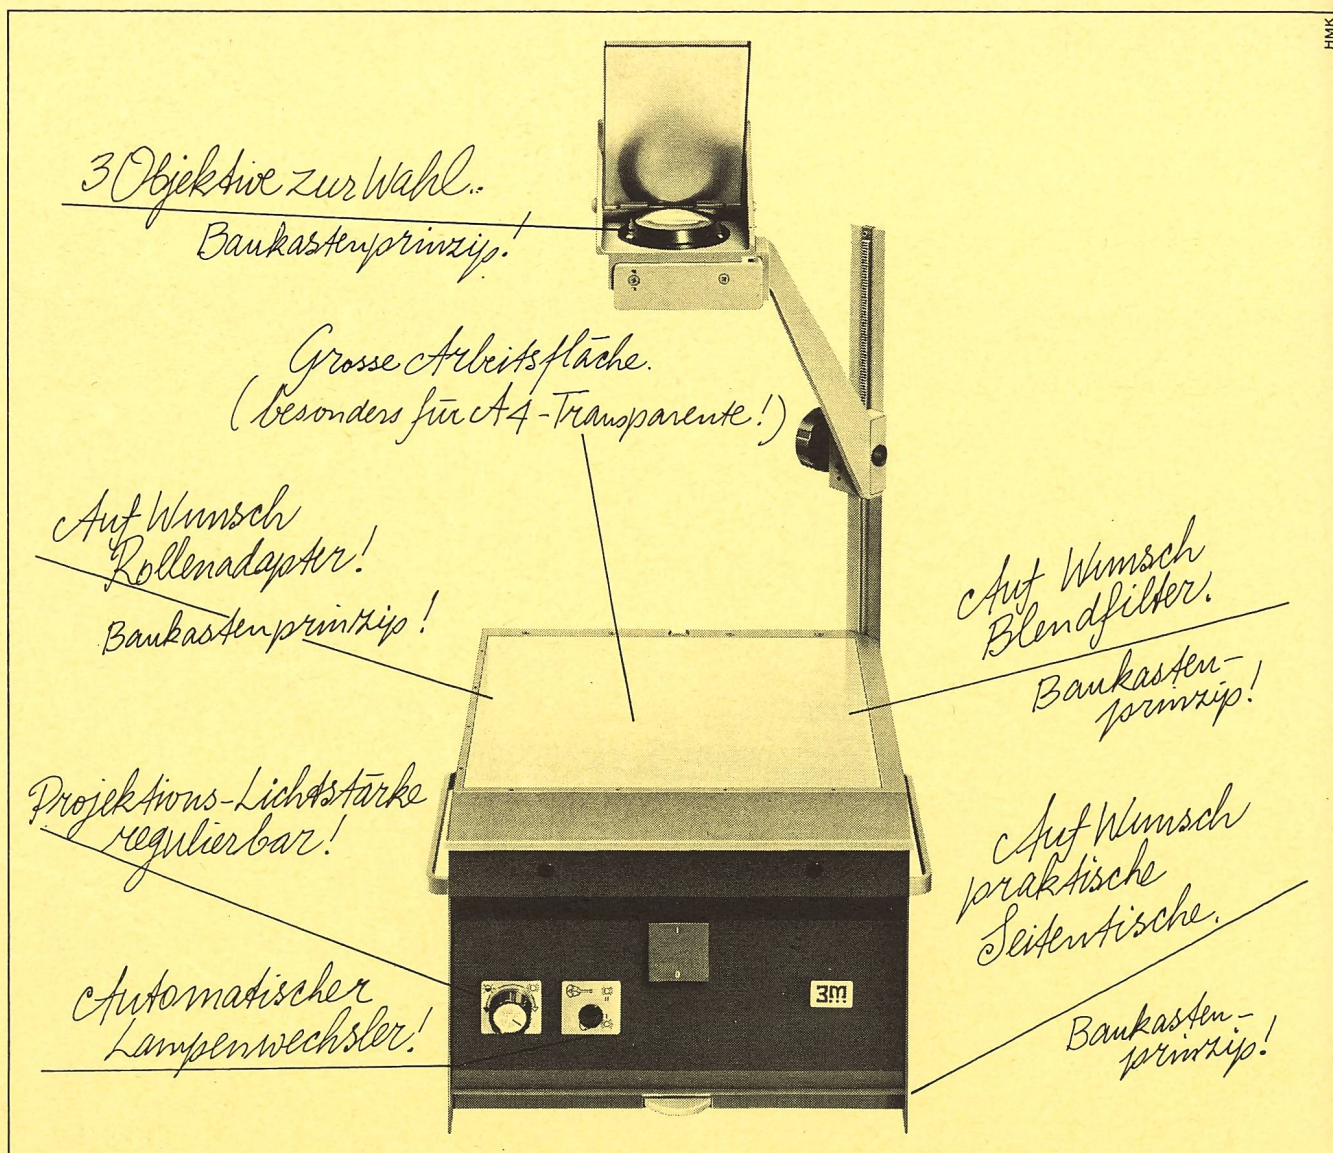 HMK
3 Objektive zur Wahl..
Baukastenprinzip!
Grosse Arbeitsfläche.
(besonders für A4-Transparente!)
Auf Wunsch
Rollenadapter!
Baukastenprinzip!
Auf Wunsch
Blendfilter.
Baukasten-
prinzip!
Projektions-Lichtstärke
regulierbar!
Auf Wunsch
praktische
Seitentische.
Baukasten-
prinzip!
Automatischer
Lampenwechsler!
I
0